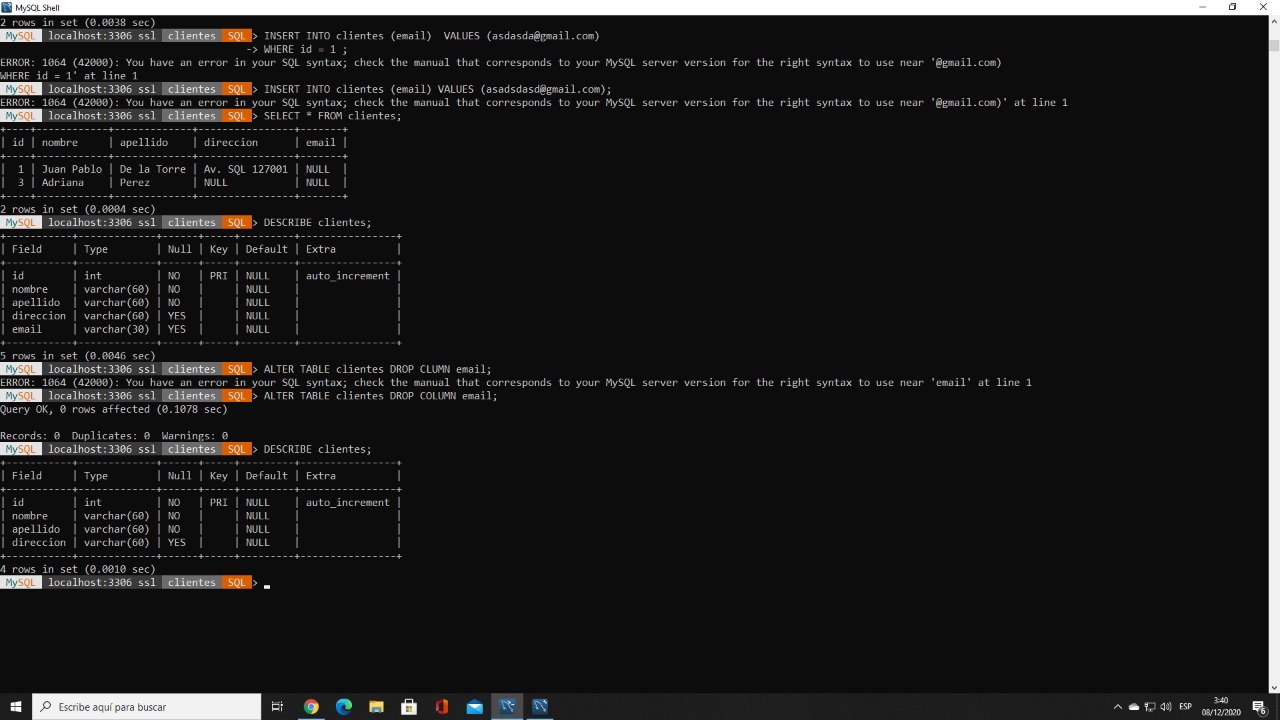 MySQL Shell
2 rows in set (0.0038 sec)
MySQL localhost:3306 ssl clientes SQL > INSERT INTO clientes (email)  VALUES (asdasda@gmail.com)
-> WHERE id = 1 ;
ERROR: 1064 (42000): You have an error in your SQL syntax; check the manual that corresponds to your MySQL server version for the right syntax to use near '@gmail.com)
WHERE id = 1' at line 1
MySQL localhost:3306 ssl clientes SQL > INSERT INTO clientes (email) VALUES (asadsdasd@gmail.com);
ERROR: 1064 (42000): You have an error in your SQL syntax; check the manual that corresponds to your MySQL server version for the right syntax to use near '@gmail.com)' at line 1
MySQL localhost:3306 ssl clientes SQL > SELECT * FROM clientes;
+----+------------+-------------+----------------+-------+
| id | nombre     | apellido    | direccion      | email |
+----+------------+-------------+----------------+-------+
|  1 | Juan Pablo | De la Torre | Av. SQL 127001 | NULL  |
|  3 | Adriana    | Perez       | NULL           | NULL  |
+----+------------+-------------+----------------+-------+
2 rows in set (0.0004 sec)
MySQL localhost:3306 ssl clientes SQL > DESCRIBE clientes;
+-----------+-------------+------+-----+---------+----------------+
| Field     | Type        | Null | Key | Default | Extra          |
+-----------+-------------+------+-----+---------+----------------+
| id        | int         | NO   | PRI | NULL    | auto_increment |
| nombre    | varchar(60) | NO   |     | NULL    |                |
| apellido  | varchar(60) | NO   |     | NULL    |                |
| direccion | varchar(60) | YES  |     | NULL    |                |
| email     | varchar(30) | YES  |     | NULL    |                |
+-----------+-------------+------+-----+---------+----------------+
5 rows in set (0.0046 sec)
MySQL localhost:3306 ssl clientes SQL > ALTER TABLE clientes DROP CLUMN email;
ERROR: 1064 (42000): You have an error in your SQL syntax; check the manual that corresponds to your MySQL server version for the right syntax to use near 'email' at line 1
MySQL localhost:3306 ssl clientes SQL > ALTER TABLE clientes DROP COLUMN email;
Query OK, 0 rows affected (0.1078 sec)
Records: 0  Duplicates: 0  Warnings: 0
MySQL localhost:3306 ssl clientes SQL > DESCRIBE clientes;
+-----------+-------------+------+-----+---------+----------------+
| Field     | Type        | Null | Key | Default | Extra          |
+-----------+-------------+------+-----+---------+----------------+
| id        | int         | NO   | PRI | NULL    | auto_increment |
| nombre    | varchar(60) | NO   |     | NULL    |                |
| apellido  | varchar(60) | NO   |     | NULL    |                |
| direccion | varchar(60) | YES  |     | NULL    |                |
+-----------+-------------+------+-----+---------+----------------+
4 rows in set (0.0010 sec)
MySQL localhost:3306 ssl clientes SQL > _
Escribe aquí para buscar
ESP
3:40
08/12/2020
6